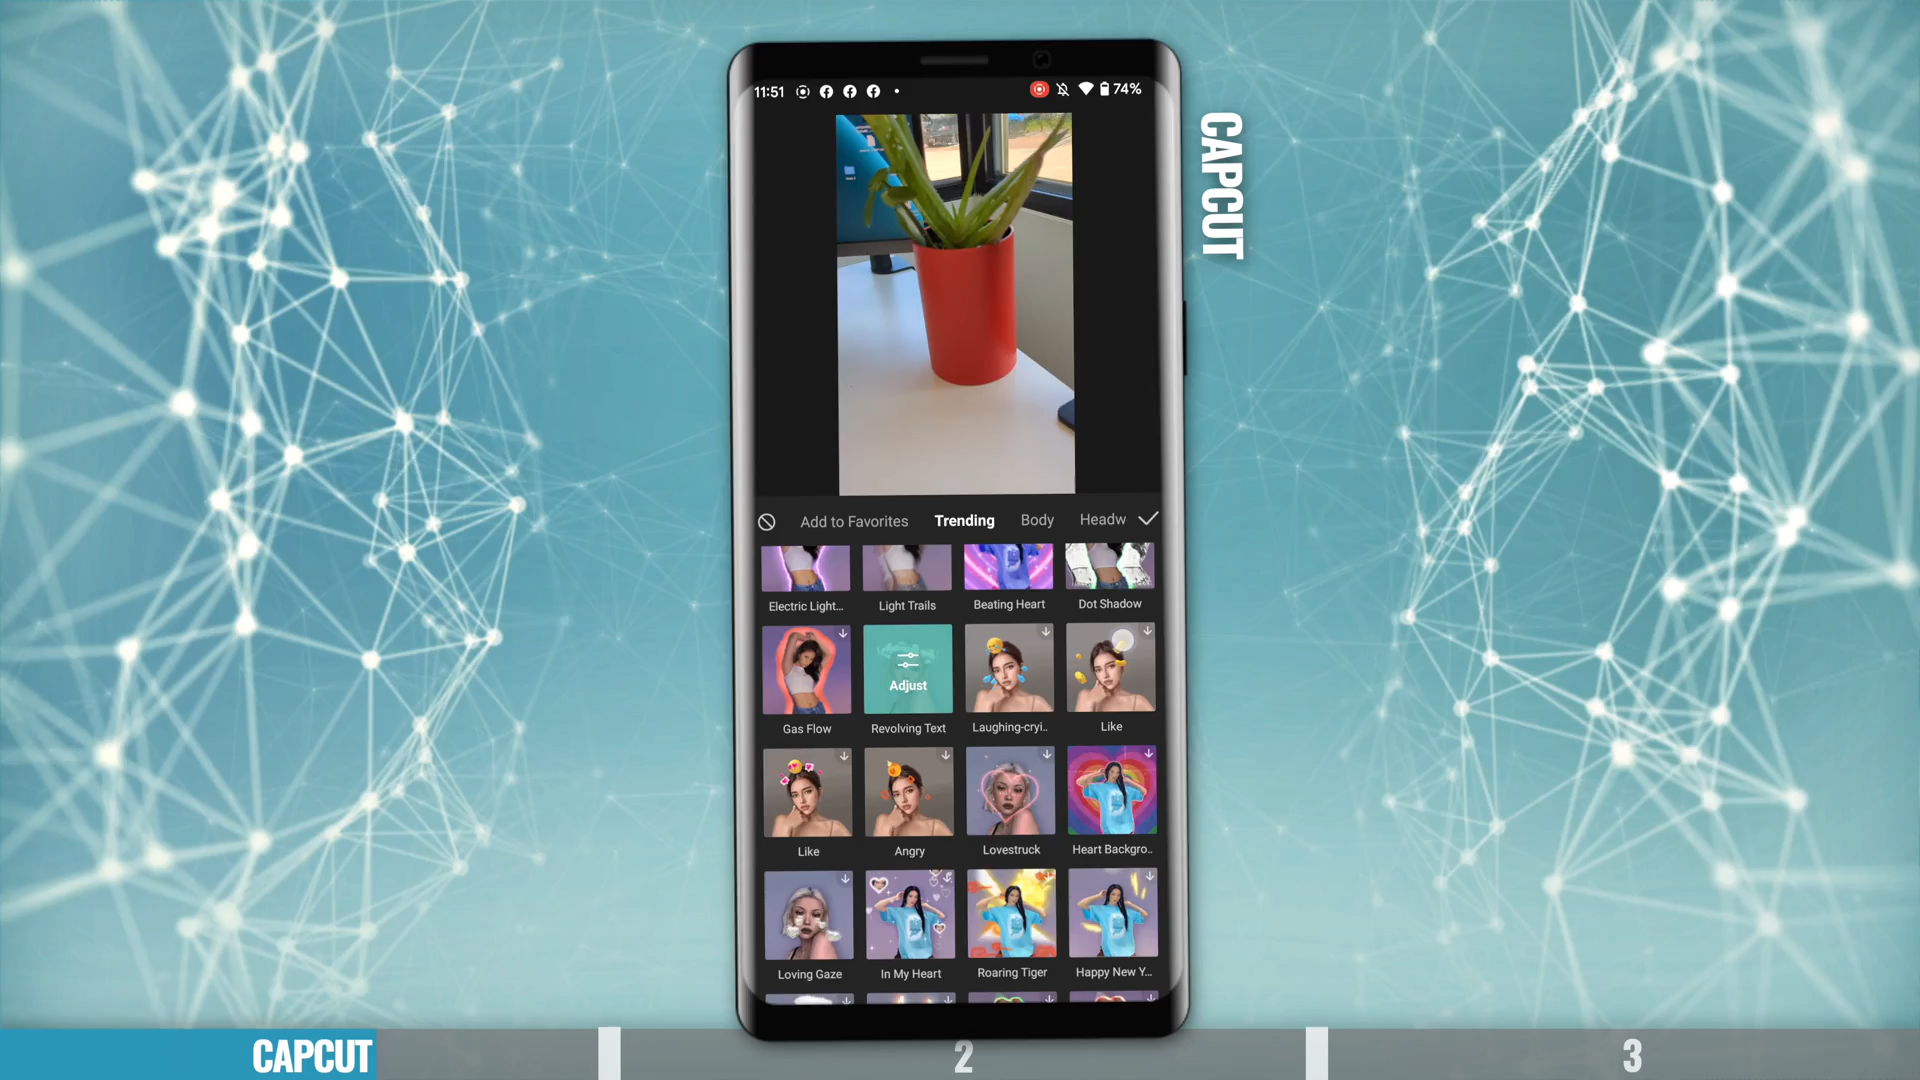 11:51
74%
CAPCUT
Add to Favorites Trending Body Headw
Electric Light... Light Trails Beating Heart Dot Shadow
Adjust
Gas Flow Revolving Text Laughing-cryi.. Like
Like Angry Lovestruck Heart Backgro..
Loving Gaze In My Heart Roaring Tiger Happy New Y...
CAPCUT 2 3